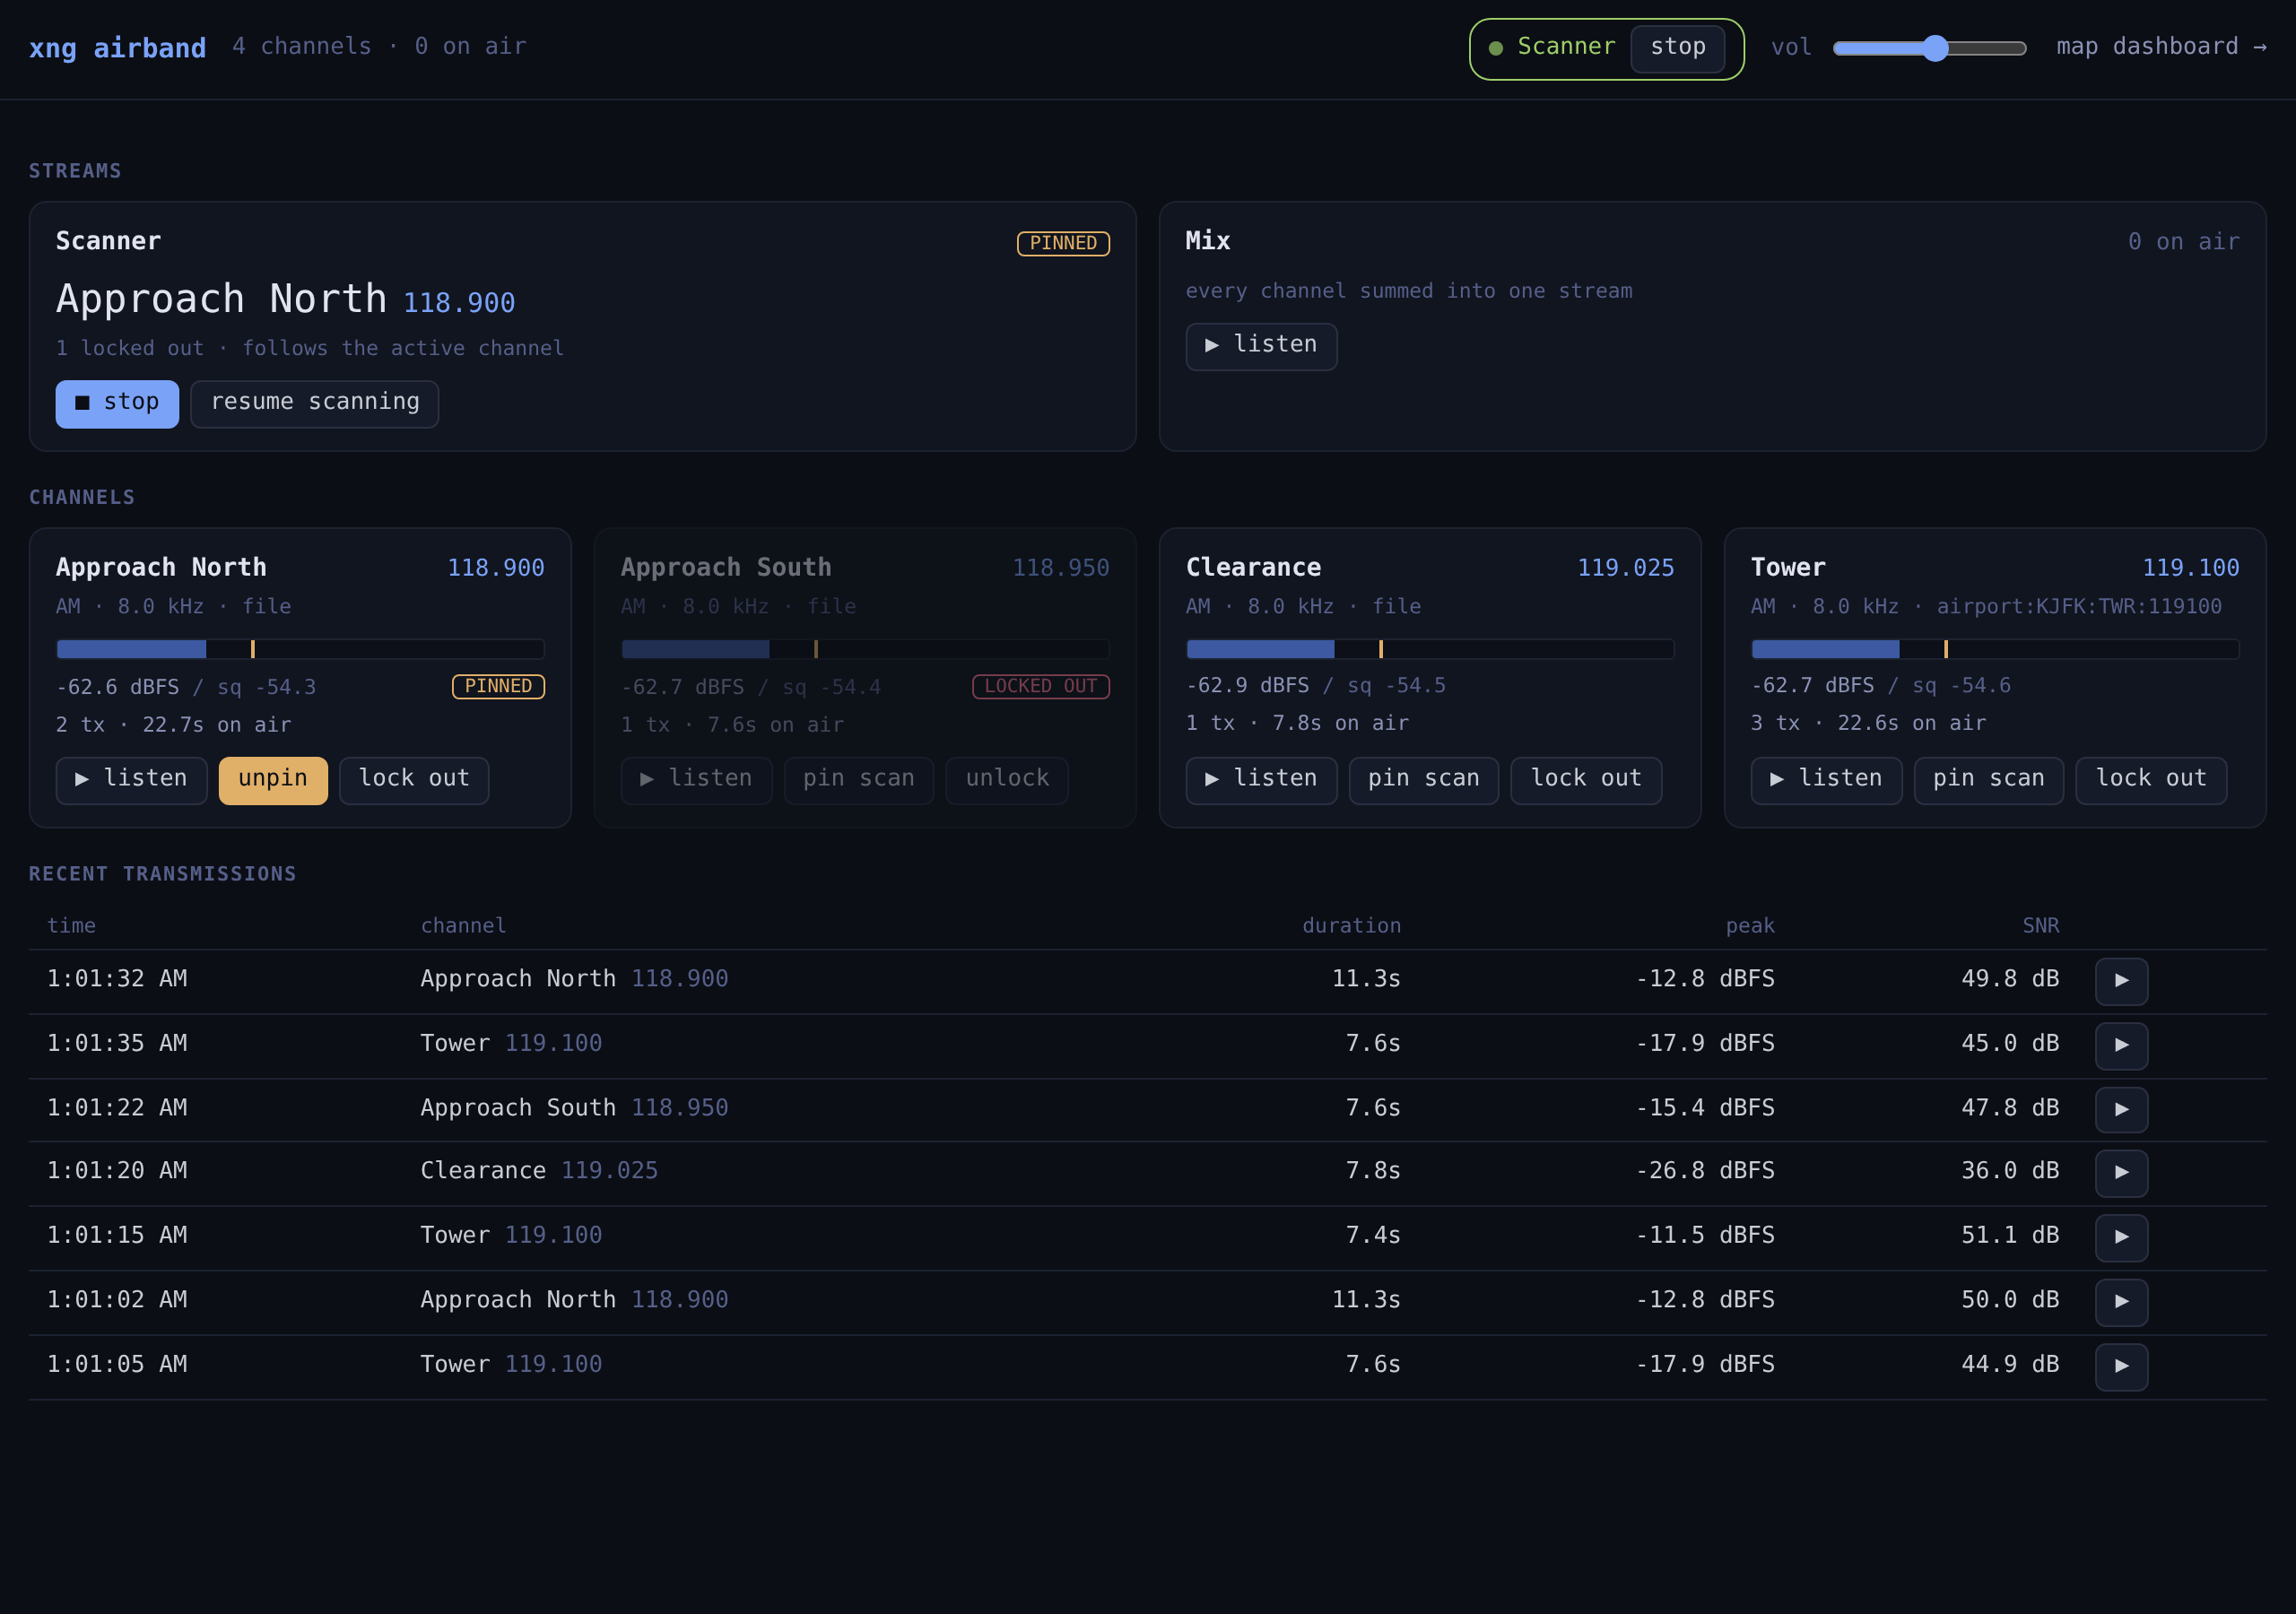 xng airband 4 channels · 0 on air ● Scanner stop vol map dashboard →
STREAMS
Scanner PINNED
Approach North 118.900
1 locked out · follows the active channel
■ stop resume scanning
Mix 0 on air
every channel summed into one stream
▶ listen
CHANNELS
Approach North 118.900
AM · 8.0 kHz · file
-62.6 dBFS / sq -54.3 PINNED
2 tx · 22.7s on air
▶ listen unpin lock out
Approach South 118.950
AM · 8.0 kHz · file
-62.7 dBFS / sq -54.4 LOCKED OUT
1 tx · 7.6s on air
▶ listen pin scan unlock
Clearance 119.025
AM · 8.0 kHz · file
-62.9 dBFS / sq -54.5
1 tx · 7.8s on air
▶ listen pin scan lock out
Tower 119.100
AM · 8.0 kHz · airport:KJFK:TWR:119100
-62.7 dBFS / sq -54.6
3 tx · 22.6s on air
▶ listen pin scan lock out
RECENT TRANSMISSIONS
time channel duration peak SNR
1:01:32 AM Approach North 118.900 11.3s -12.8 dBFS 49.8 dB ▶
1:01:35 AM Tower 119.100 7.6s -17.9 dBFS 45.0 dB ▶
1:01:22 AM Approach South 118.950 7.6s -15.4 dBFS 47.8 dB ▶
1:01:20 AM Clearance 119.025 7.8s -26.8 dBFS 36.0 dB ▶
1:01:15 AM Tower 119.100 7.4s -11.5 dBFS 51.1 dB ▶
1:01:02 AM Approach North 118.900 11.3s -12.8 dBFS 50.0 dB ▶
1:01:05 AM Tower 119.100 7.6s -17.9 dBFS 44.9 dB ▶